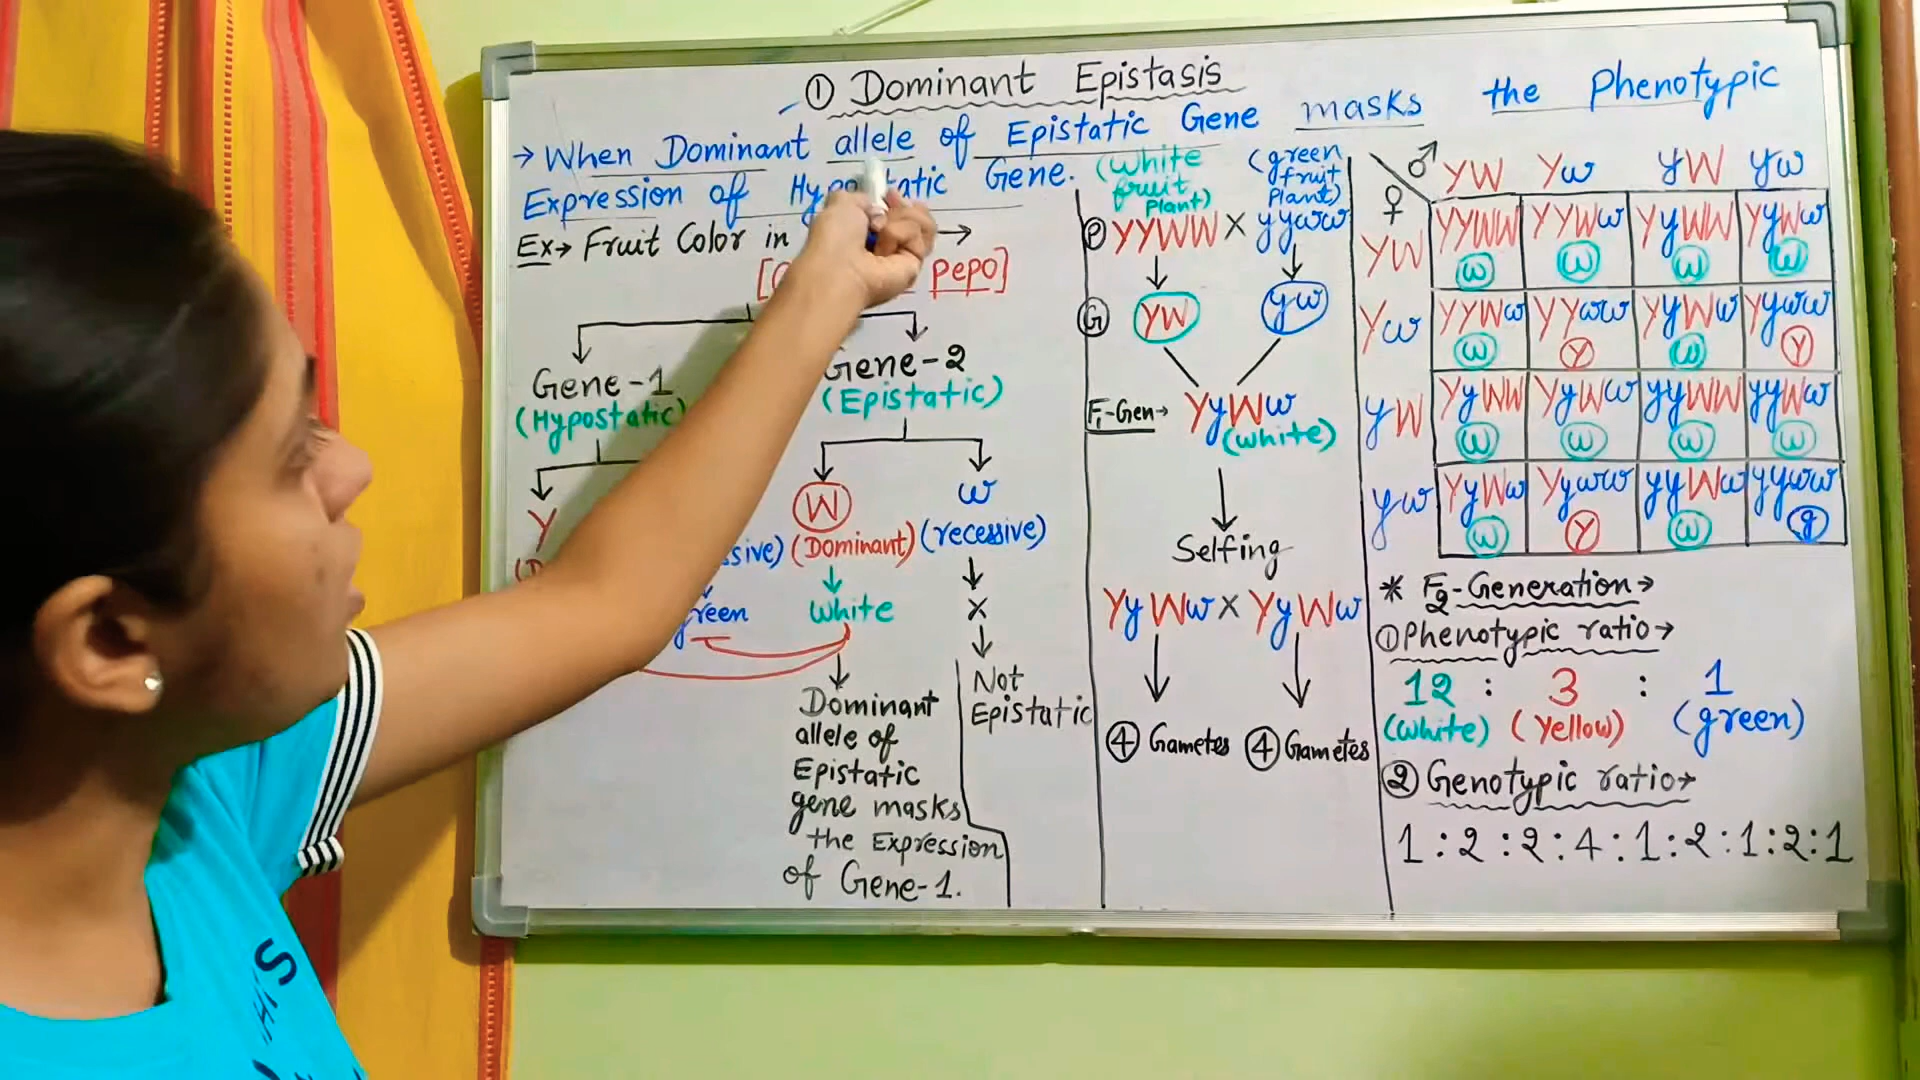 ① Dominant Epistasis
→ When Dominant allele of Epistatic Gene masks the Phenotypic
Expression of Gene.
Ex→ Fruit Color in →
pepo]
Gene-1
(Hypostatic)
Gene-2
(Epistatic)
Y
W
w
(Dominant) (recessive)
green
white
×
Not
Epistatic
Dominant
allele of
Epistatic
gene masks
the Expression
of Gene-1.
(white
fruit
Plant)
(green
fruit
Plant)
Ⓟ YYWW × yyww
Ⓖ YW yw
F1-Gen→ YyWw
(white)
Selfing
YyWw × YyWw
④ Gametes ④ Gametes
♂ YW Yw yW yw
♀
YW YYWW YYWw YyWW YyWw
W W W W
Yw YYWw YYww YyWw Yyww
W Y W Y
yW YyWW YyWw yyWW yyWw
W W W W
yw YyWw Yyww yyWw yyww
W Y W g
* F2-Generation→
① Phenotypic ratio→
12 : 3 : 1
(white) (Yellow) (green)
② Genotypic ratio→
1 : 2 : 2 : 4 : 1 : 2 : 1 : 2 : 1